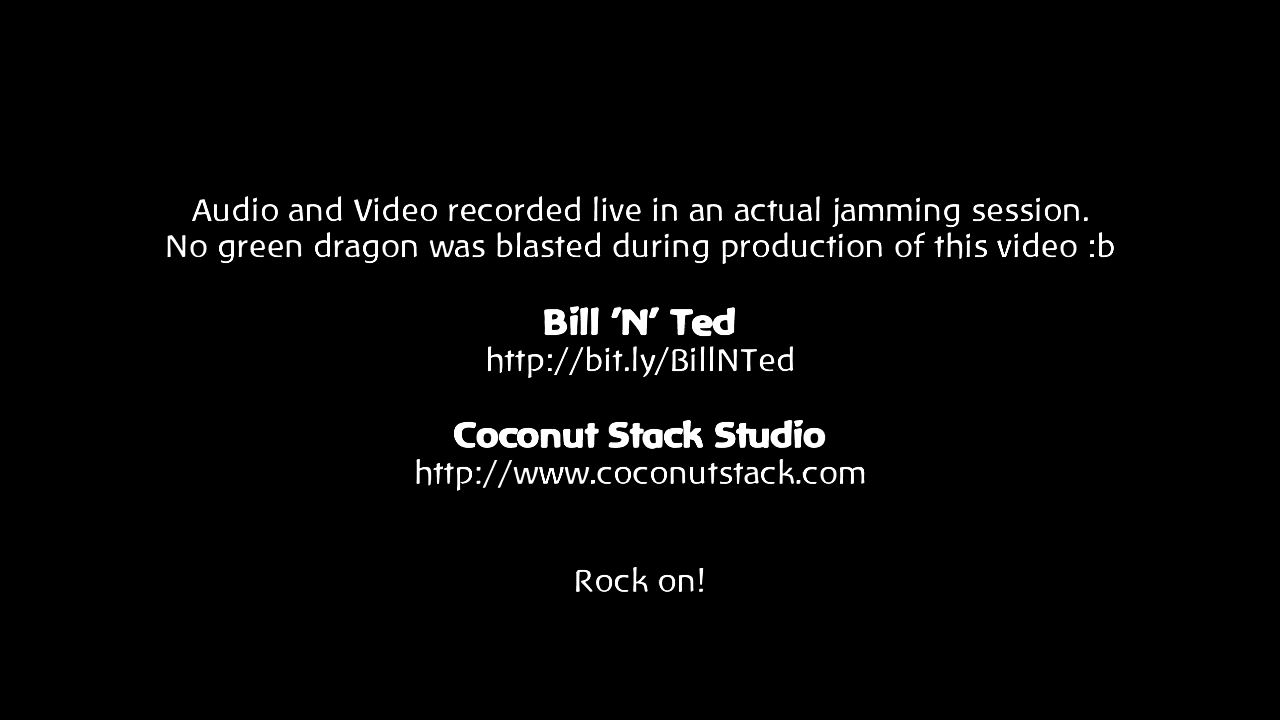 Audio and Video recorded live in an actual jamming session.
No green dragon was blasted during production of this video :b
Bill 'N' Ted
http://bit.ly/BillNTed
Coconut Stack Studio
http://www.coconutstack.com
Rock on!